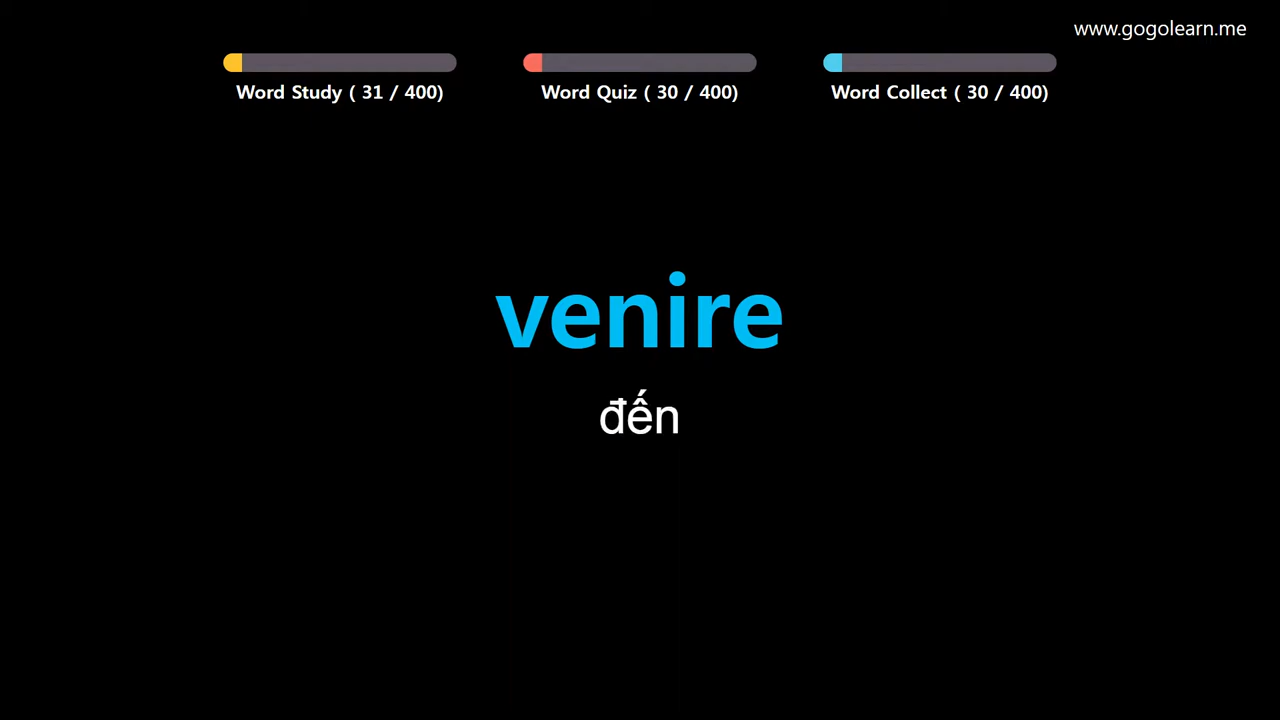 www.gogolearn.me
Word Study ( 31 / 400)
Word Quiz ( 30 / 400)
Word Collect ( 30 / 400)
venire
đến